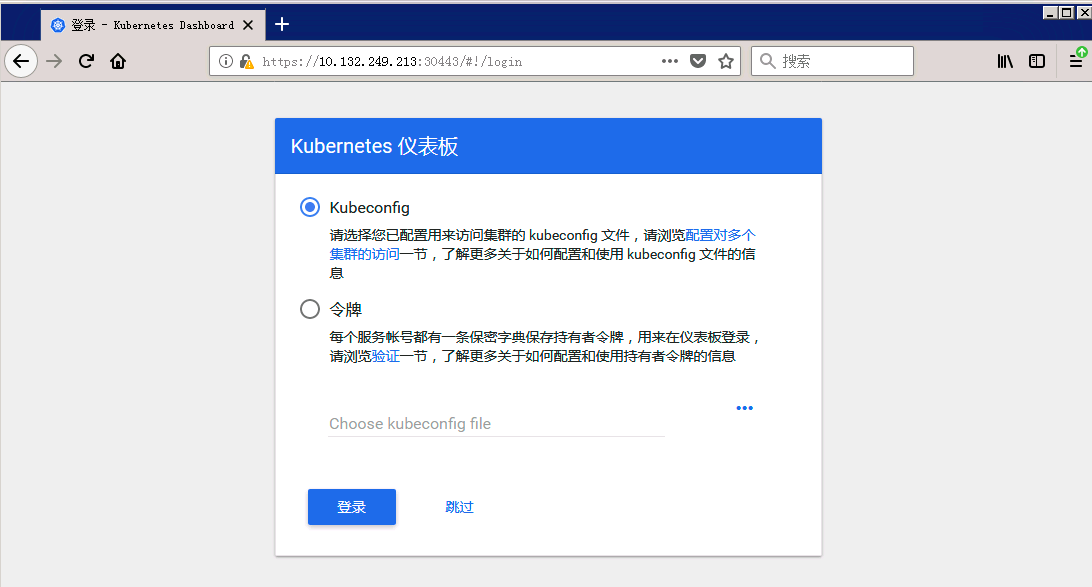 登录 - Kubernetes Dashboard
https://10.132.249.213:30443/#!/login
搜索
Kubernetes 仪表板
Kubeconfig
请选择您已配置用来访问集群的 kubeconfig 文件，请浏览配置对多个
集群的访问一节，了解更多关于如何配置和使用 kubeconfig 文件的信
息
令牌
每个服务帐号都有一条保密字典保存持有者令牌，用来在仪表板登录，
请浏览验证一节，了解更多关于如何配置和使用持有者令牌的信息
Choose kubeconfig file
登录
跳过